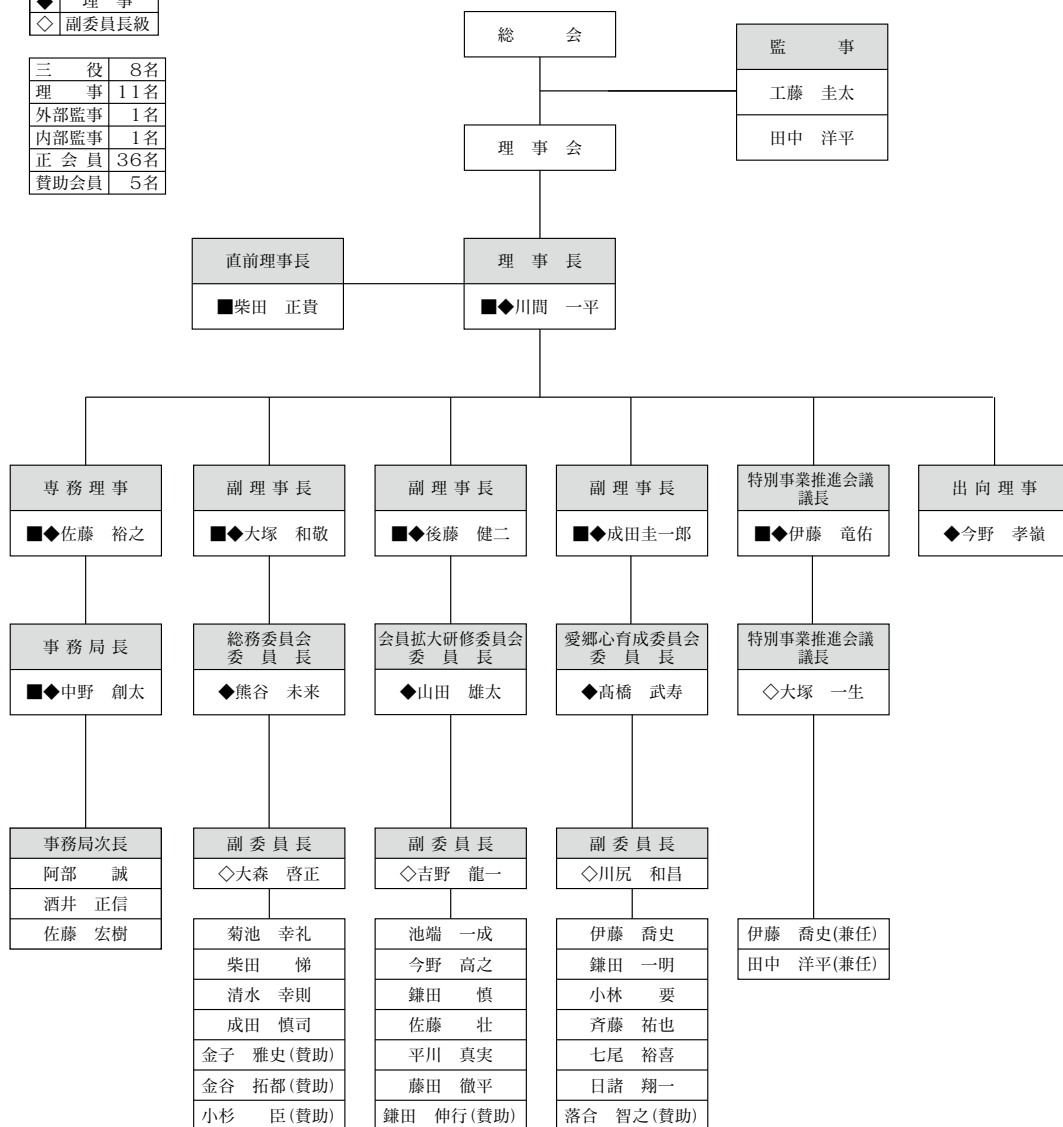 ◆ 理 事
◇ 副委員長級
三 役 8名
理 事 11名
外部監事 1名
内部監事 1名
正 会 員 36名
賛助会員 5名
総 会
監 事
工藤 圭太
田中 洋平
理 事 会
直前理事長
■柴田 正貴
理 事 長
■◆川間 一平
専 務 理 事
■◆佐藤 裕之
副 理 事 長
■◆大塚 和敬
副 理 事 長
■◆後藤 健二
副 理 事 長
■◆成田圭一郎
特別事業推進会議
議長
■◆伊藤 竜佑
出 向 理 事
◆今野 孝嶺
事 務 局 長
■◆中野 創太
総務委員会
委 員 長
◆熊谷 未来
会員拡大研修委員会
委 員 長
◆山田 雄太
愛郷心育成委員会
委 員 長
◆髙橋 武寿
特別事業推進会議
議長
◇大塚 一生
事務局次長
阿部 誠
酒井 正信
佐藤 宏樹
副 委 員 長
◇大森 啓正
菊池 幸礼
柴田 悌
清水 幸則
成田 慎司
金子 雅史(賛助)
金谷 拓都(賛助)
小杉 臣(賛助)
副 委 員 長
◇吉野 龍一
池端 一成
今野 高之
鎌田 慎
佐藤 壮
平川 真実
藤田 徹平
鎌田 伸行(賛助)
副 委 員 長
◇川尻 和昌
伊藤 喬史
鎌田 一明
小林 要
斉藤 祐也
七尾 裕喜
日諸 翔一
落合 智之(賛助)
伊藤 喬史(兼任)
田中 洋平(兼任)